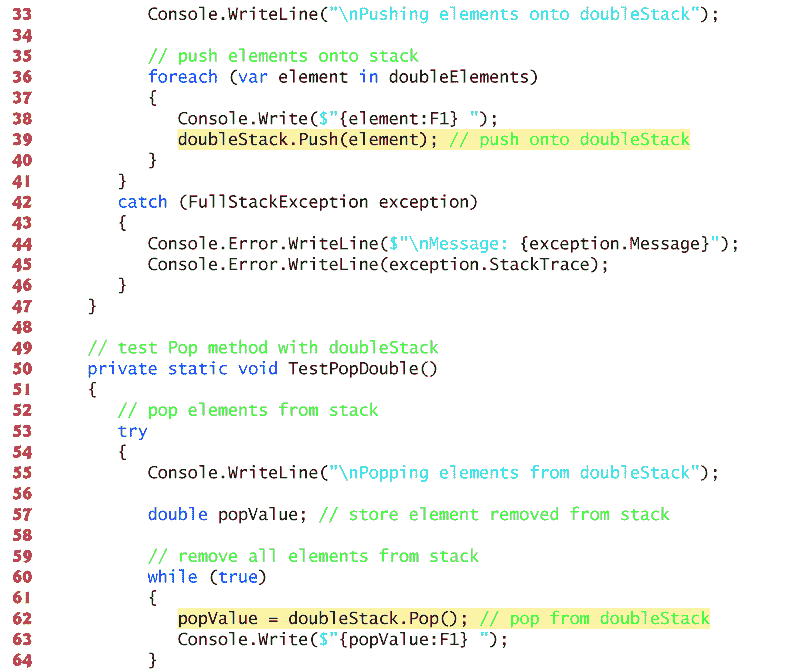 33 Console.WriteLine("\nPushing elements onto doubleStack");
34
35 // push elements onto stack
36 foreach (var element in doubleElements)
37 {
38 Console.Write($"{element:F1} ");
39 doubleStack.Push(element); // push onto doubleStack
40 }
41 }
42 catch (FullStackException exception)
43 {
44 Console.Error.WriteLine($"\nMessage: {exception.Message}");
45 Console.Error.WriteLine(exception.StackTrace);
46 }
47 }
48
49 // test Pop method with doubleStack
50 private static void TestPopDouble()
51 {
52 // pop elements from stack
53 try
54 {
55 Console.WriteLine("\nPopping elements from doubleStack");
56
57 double popValue; // store element removed from stack
58
59 // remove all elements from stack
60 while (true)
61 {
62 popValue = doubleStack.Pop(); // pop from doubleStack
63 Console.Write($"{popValue:F1} ");
64 }